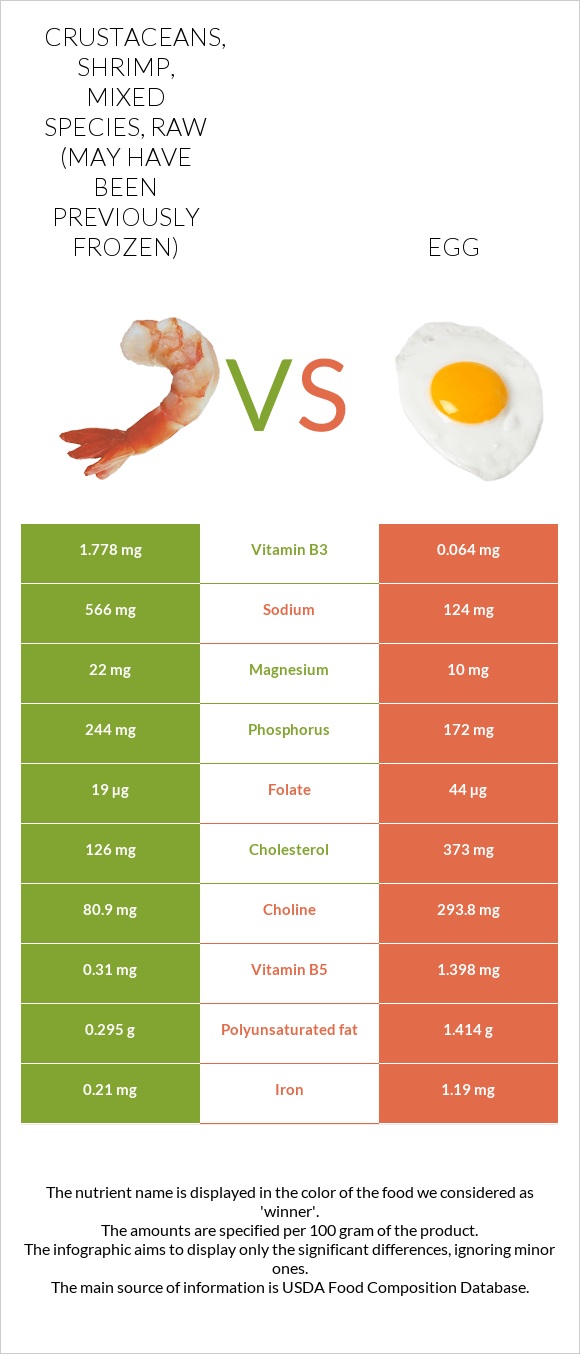 CRUSTACEANS,
SHRIMP,
MIXED
SPECIES, RAW
(MAY HAVE
BEEN
PREVIOUSLY
FROZEN)
EGG
VS
1.778 mg Vitamin B3 0.064 mg
566 mg Sodium 124 mg
22 mg Magnesium 10 mg
244 mg Phosphorus 172 mg
19 µg Folate 44 µg
126 mg Cholesterol 373 mg
80.9 mg Choline 293.8 mg
0.31 mg Vitamin B5 1.398 mg
0.295 g Polyunsaturated fat 1.414 g
0.21 mg Iron 1.19 mg
The nutrient name is displayed in the color of the food we considered as
'winner'.
The amounts are specified per 100 gram of the product.
The infographic aims to display only the significant differences, ignoring minor
ones.
The main source of information is USDA Food Composition Database.